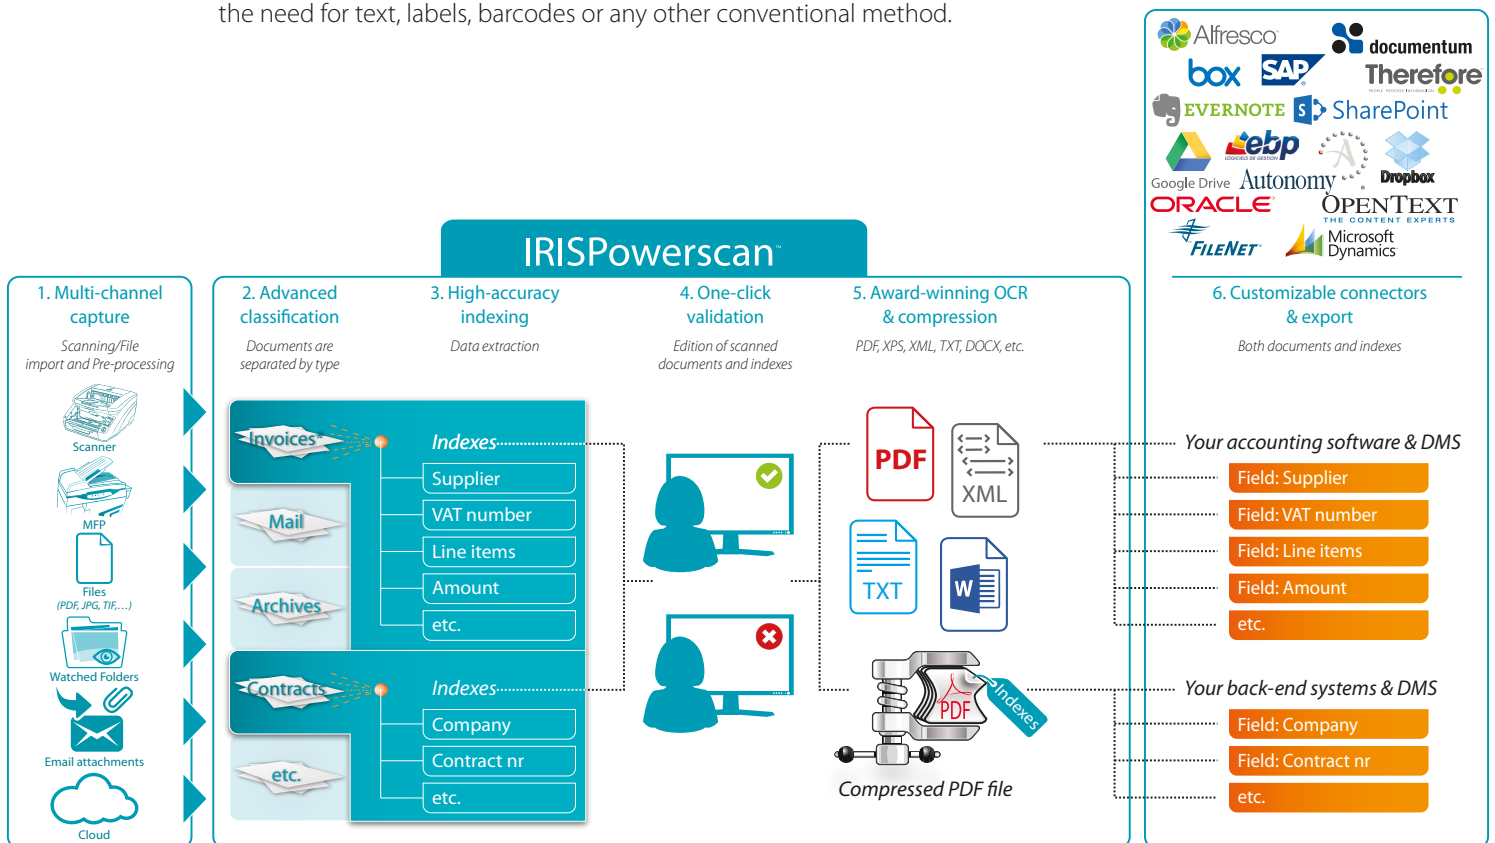 the need for text, labels, barcodes or any other conventional method.
Alfresco
documentum
box
SAP
Therefore
PEOPLE PROCESS INFORMATION
EVERNOTE
S
SharePoint
ebp
LOGICIELS DE GESTION
A
Google Drive
Autonomy
Dropbox
ORACLE
OPENTEXT
THE CONTENT EXPERTS
FILENET
Microsoft
Dynamics
IRISPowerscan™
1. Multi-channel
capture
Scanning/File
import and Pre-processing
Scanner
MFP
Files
(PDF, JPG, TIF,...)
Watched Folders
Email attachments
Cloud
2. Advanced
classification
Documents are
separated by type
Invoices*
Mail
Archives
Contracts
etc.
3. High-accuracy
indexing
Data extraction
Indexes
Supplier
VAT number
Line items
Amount
etc.
Indexes
Company
Contract nr
etc.
4. One-click
validation
Edition of scanned
documents and indexes
5. Award-winning OCR
& compression
PDF, XPS, XML, TXT, DOCX, etc.
PDF
XML
TXT
W
PDF
Indexes
Compressed PDF file
6. Customizable connectors
& export
Both documents and indexes
Your accounting software & DMS
Field: Supplier
Field: VAT number
Field: Line items
Field: Amount
etc.
Your back-end systems & DMS
Field: Company
Field: Contract nr
etc.